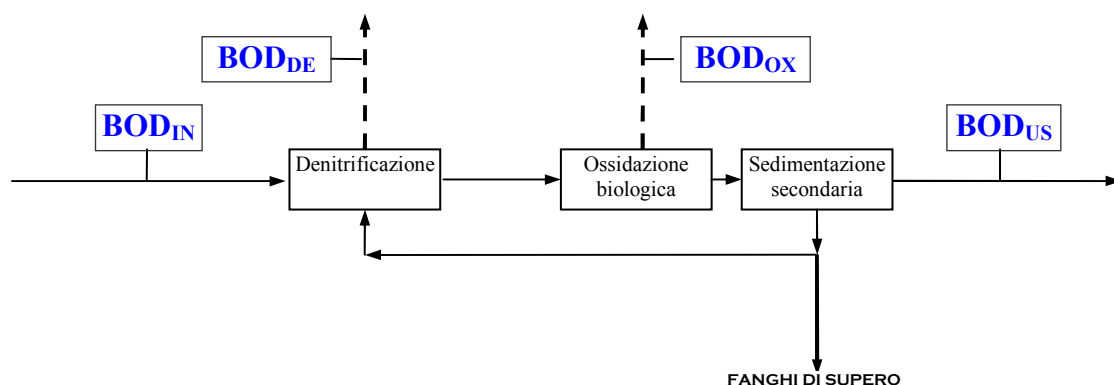 BOD_DE
BOD_OX
BOD_IN
BOD_US
Denitrificazione
Ossidazione
biologica
Sedimentazione
secondaria
FANGHI DI SUPERO